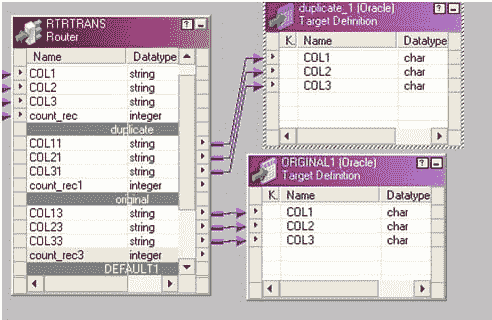 RTRTRANS
Router
Name Datatype
COL1 string
COL2 string
COL3 string
count_rec integer
duplicate
COL11 string
COL21 string
COL31 string
count_rec1 integer
original
COL13 string
COL23 string
COL33 string
count_rec3 integer
DEFAULT1
duplicate_1 (Oracle)
Target Definition
K. Name Datatype
COL1 char
COL2 char
COL3 char
ORGINAL1 (Oracle)
Target Definition
K. Name Datatype
COL1 char
COL2 char
COL3 char